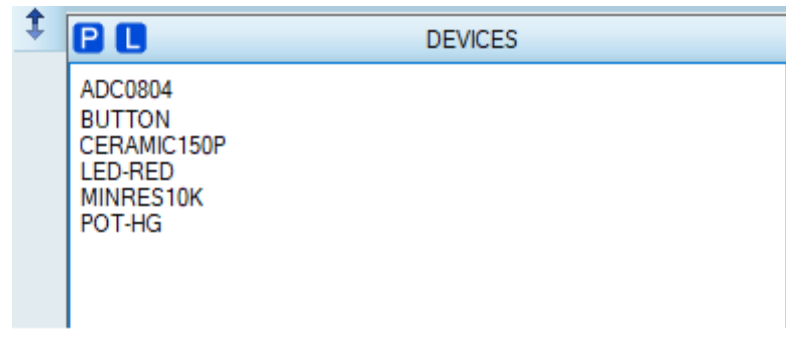 P L DEVICES
ADC0804
BUTTON
CERAMIC150P
LED-RED
MINRES10K
POT-HG